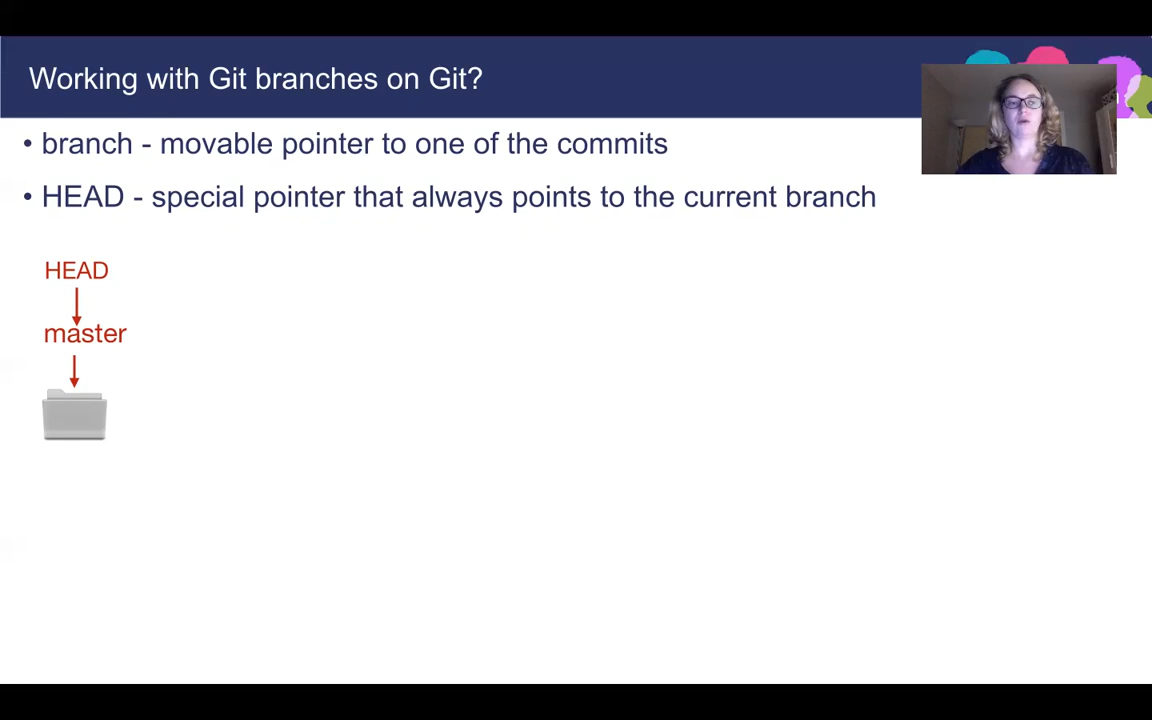 Working with Git branches on Git?
• branch - movable pointer to one of the commits
• HEAD - special pointer that always points to the current branch
HEAD
master